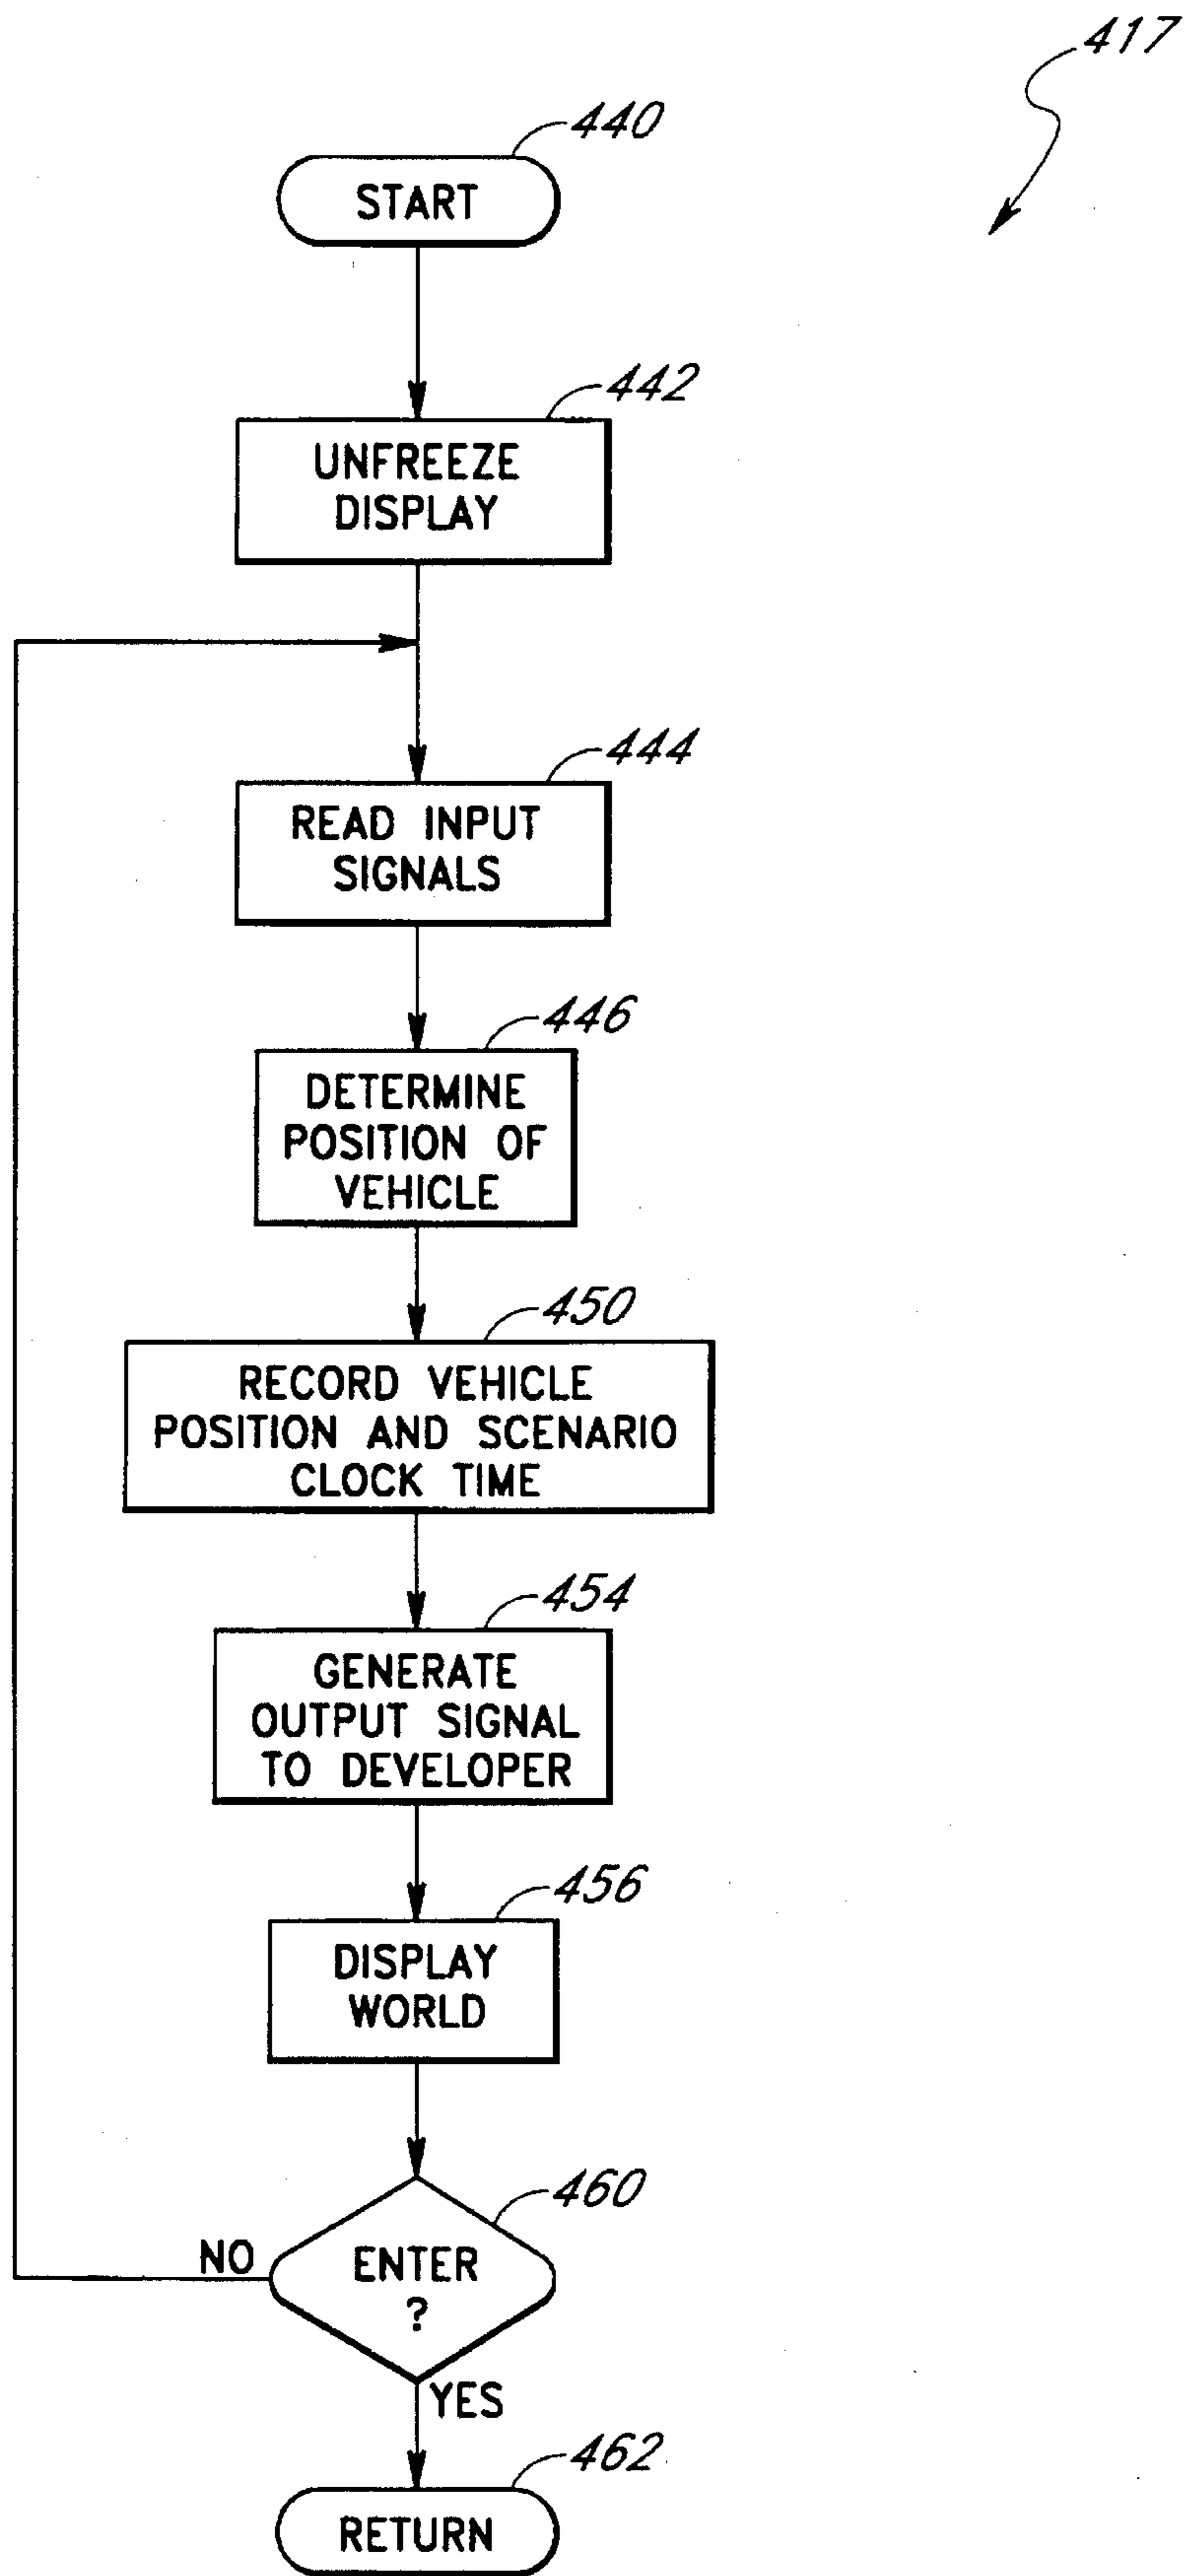 417
440
START
442
UNFREEZE
DISPLAY
444
READ INPUT
SIGNALS
446
DETERMINE
POSITION OF
VEHICLE
450
RECORD VEHICLE
POSITION AND SCENARIO
CLOCK TIME
454
GENERATE
OUTPUT SIGNAL
TO DEVELOPER
456
DISPLAY
WORLD
460
NO
ENTER
?
YES
462
RETURN